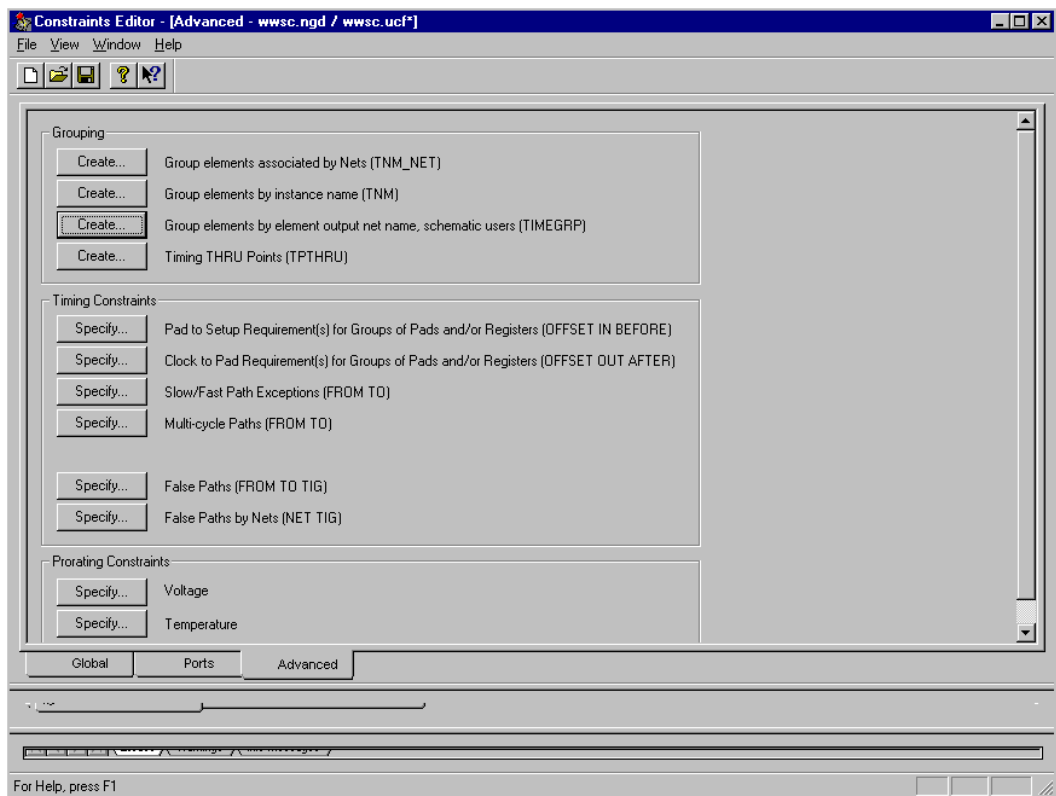 Constraints Editor - [Advanced - wwsc.ngd / wwsc.ucf*]
File View Window Help
Grouping
Create... Group elements associated by Nets (TNM_NET)
Create... Group elements by instance name (TNM)
Create... Group elements by element output net name, schematic users (TIMEGRP)
Create... Timing THRU Points (TPTHRU)
Timing Constraints
Specify... Pad to Setup Requirement(s) for Groups of Pads and/or Registers (OFFSET IN BEFORE)
Specify... Clock to Pad Requirement(s) for Groups of Pads and/or Registers (OFFSET OUT AFTER)
Specify... Slow/Fast Path Exceptions (FROM TO)
Specify... Multi-cycle Paths (FROM TO)
Specify... False Paths (FROM TO TIG)
Specify... False Paths by Nets (NET TIG)
Prorating Constraints
Specify... Voltage
Specify... Temperature
Global Ports Advanced
For Help, press F1